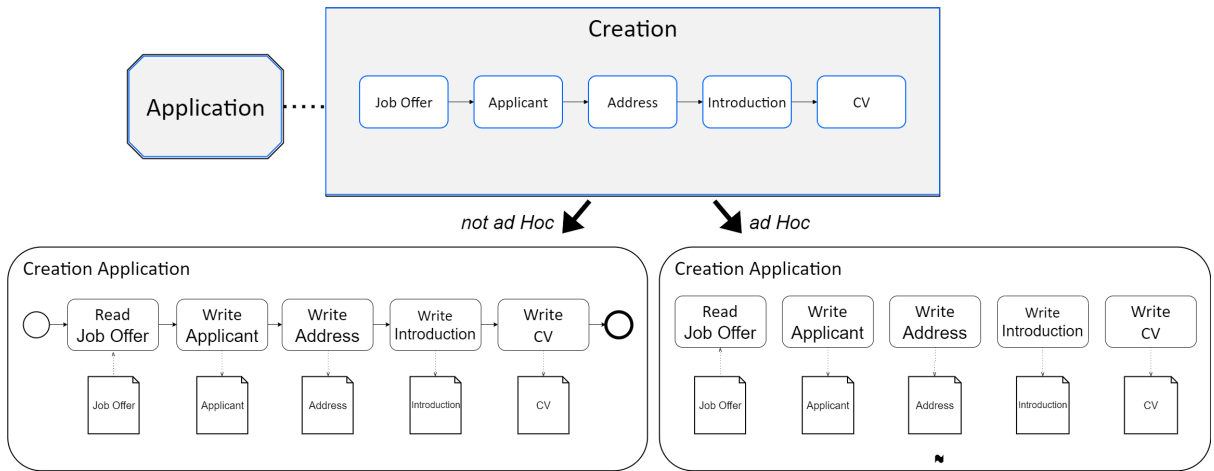 Creation
Application
Job Offer
Applicant
Address
Introduction
CV
not ad Hoc
ad Hoc
Creation Application
Read
Job Offer
Write
Applicant
Write
Address
Write
Introduction
Write
CV
Job Offer
Applicant
Address
Introduction
CV
Creation Application
Read
Job Offer
Write
Applicant
Write
Address
Write
Introduction
Write
CV
Job Offer
Applicant
Address
Introduction
CV
~